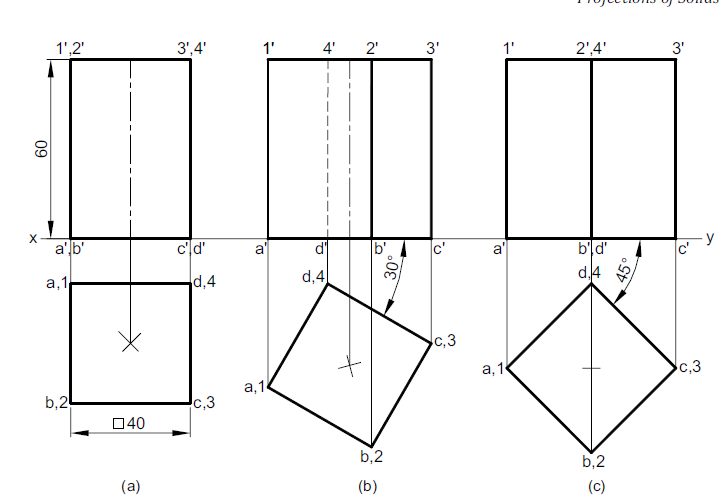 Projections of Solids
1',2' 3',4' 1' 4' 2' 3' 1' 2',4' 3'
60
x y
a',b' c',d' a' d' b' c' a' b',d' c'
30° 45°
a,1 d,4 d,4 d,4
c,3
a,1 a,1 c,3
b,2 c,3
□40
b,2 b,2
(a) (b) (c)